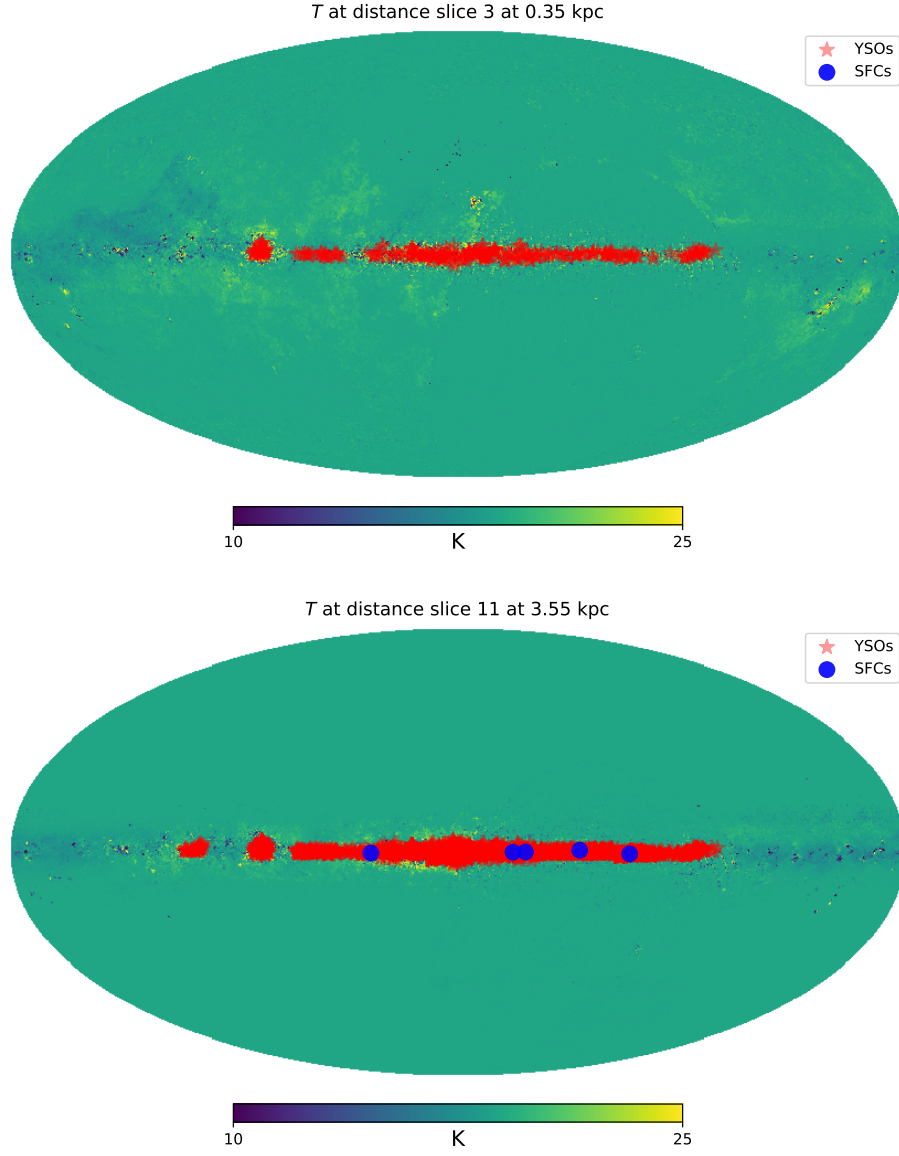 T at distance slice 3 at 0.35 kpc
YSOs
SFCs
10
25
K
T at distance slice 11 at 3.55 kpc
YSOs
SFCs
10
25
K